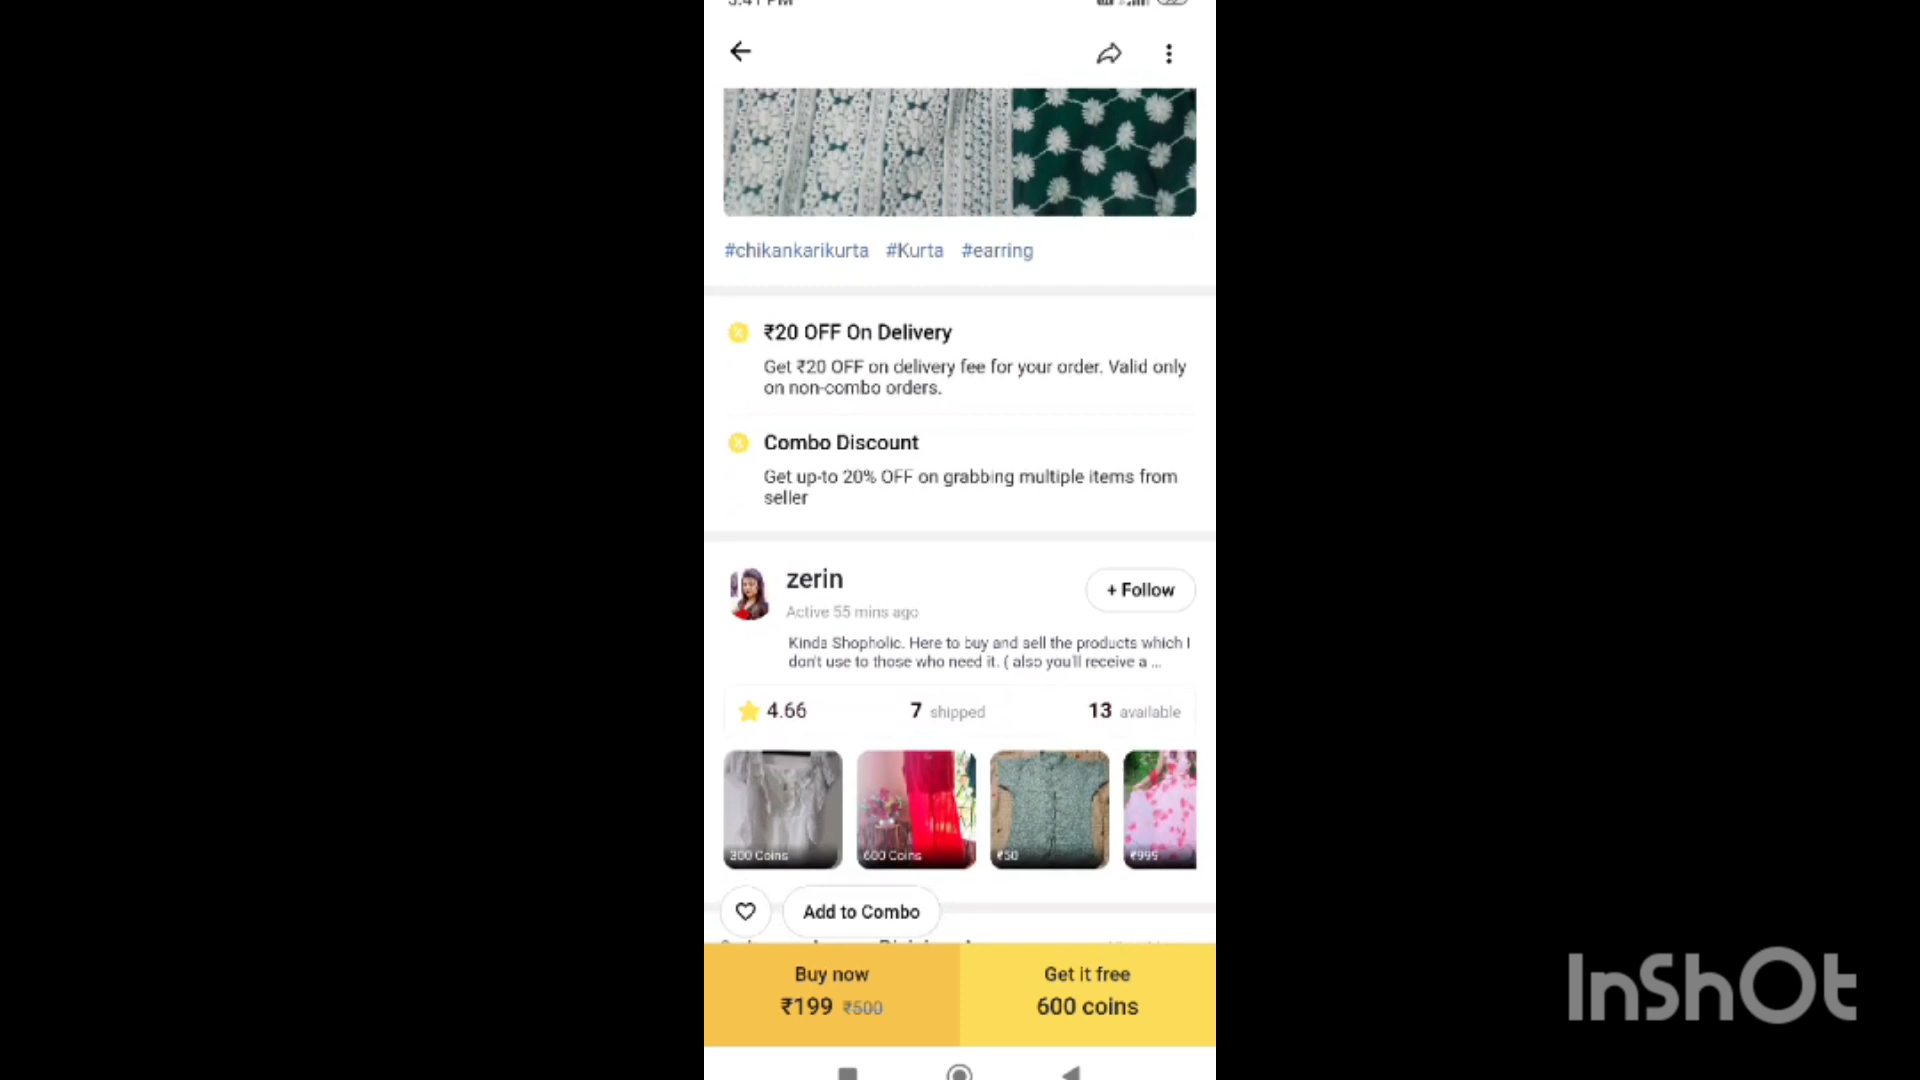 5:41 PM
#chikankarikurta #Kurta #earring
₹20 OFF On Delivery
Get ₹20 OFF on delivery fee for your order. Valid only
on non-combo orders.
Combo Discount
Get up-to 20% OFF on grabbing multiple items from
seller
zerin
+ Follow
Active 55 mins ago
Kinda Shopholic. Here to buy and sell the products which I
don't use to those who need it. ( also you'll receive a ...
4.66 7 shipped 13 available
300 Coins 600 Coins ₹50 ₹999
Add to Combo
Buy now Get it free
₹199 ₹500 600 coins
InShOt